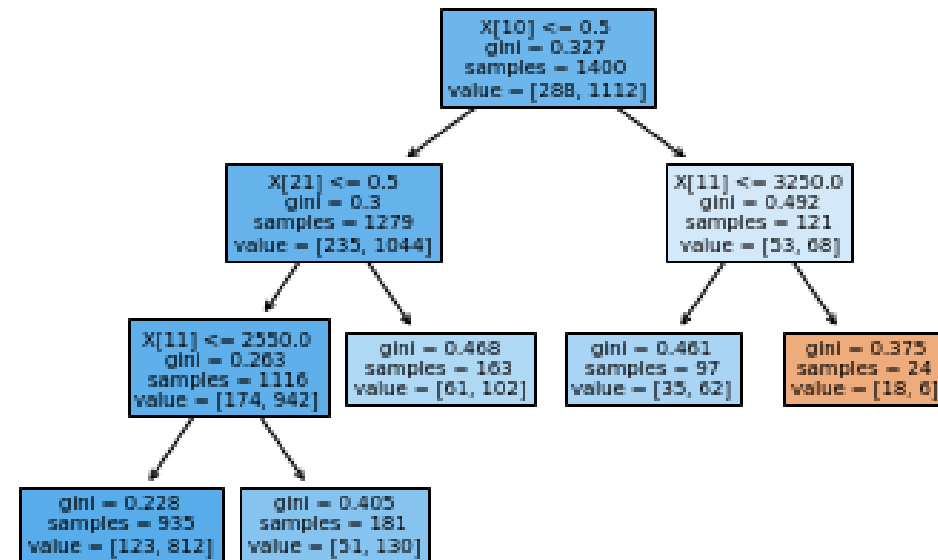 X[10] <= 0.5
gini = 0.327
samples = 1400
value = [288, 1112]
X[21] <= 0.5
gini = 0.3
samples = 1279
value = [235, 1044]
X[11] <= 3250.0
gini = 0.492
samples = 121
value = [53, 68]
X[11] <= 2550.0
gini = 0.263
samples = 1116
value = [174, 942]
gini = 0.468
samples = 163
value = [61, 102]
gini = 0.461
samples = 97
value = [35, 62]
gini = 0.375
samples = 24
value = [18, 6]
gini = 0.228
samples = 935
value = [123, 812]
gini = 0.405
samples = 181
value = [51, 130]